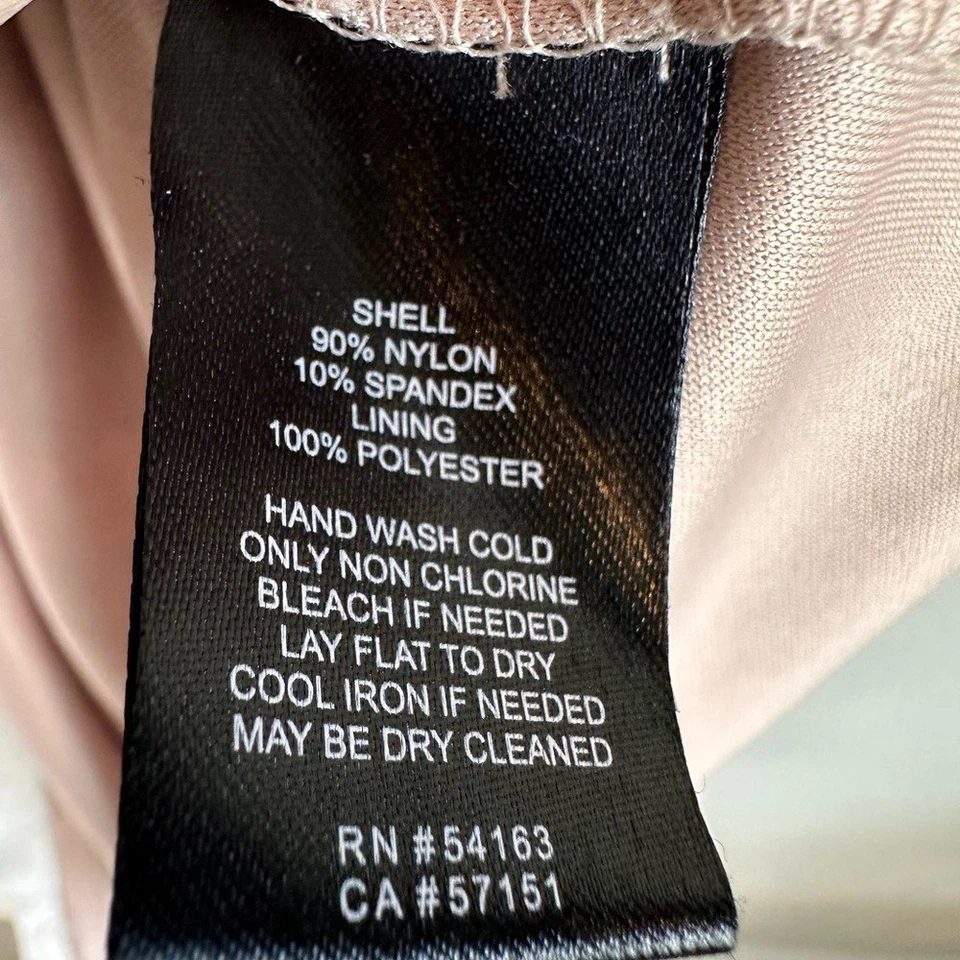 SHELL
90% NYLON
10% SPANDEX
LINING
100% POLYESTER
HAND WASH COLD
ONLY NON CHLORINE
BLEACH IF NEEDED
LAY FLAT TO DRY
COOL IRON IF NEEDED
MAY BE DRY CLEANED
RN #54163
CA #57151